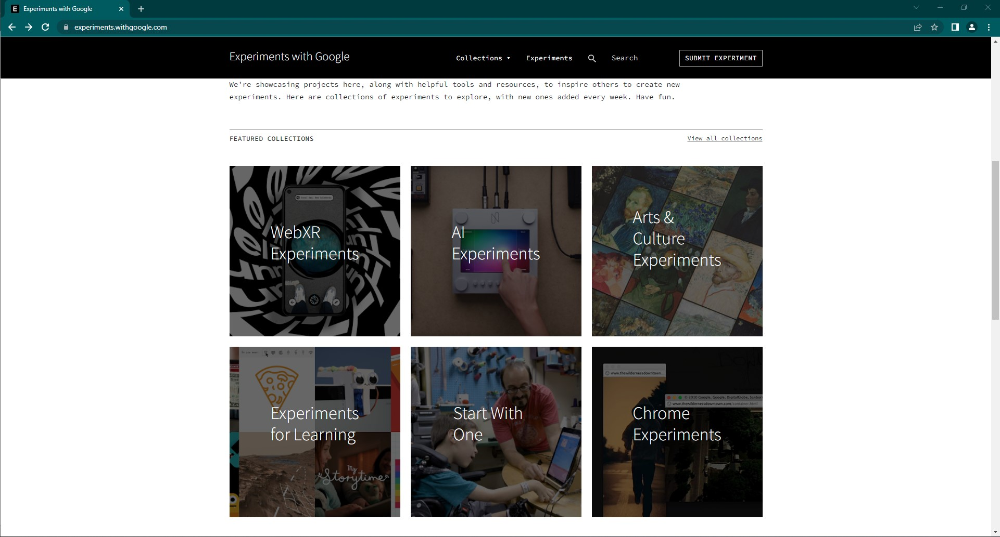 E Experiments with Google
experiments.withgoogle.com
Experiments with Google
Collections
Experiments
Search
SUBMIT EXPERIMENT
We're showcasing projects here, along with helpful tools and resources, to inspire others to create new
experiments. Here are collections of experiments to explore, with new ones added every week. Have fun.
FEATURED COLLECTIONS
View all collections
WebXR
Experiments
AI
Experiments
Arts &
Culture
Experiments
Experiments
for Learning
My
Storytime
Start With
One
www.thewildernessdowntown...
© 2010 Google, Google, DigitalGlobe, Sanborn
www.thewildernessdowntown.com/container.html
Chrome
Experiments